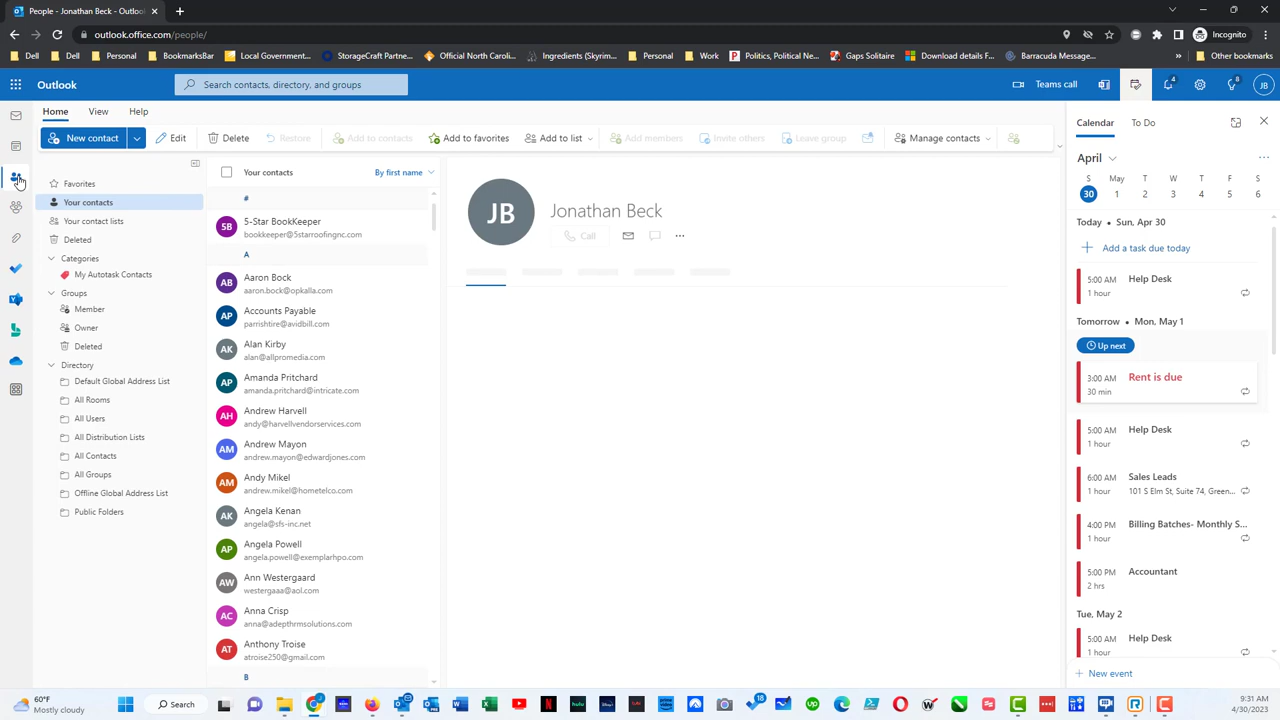 People - Outlook
outlook.office.com/people/
Incognito
Dell
Personal
BookmarksBar
Local Government...
StorageCraft Partner...
Official North Carol...
Ingredients (Skyrim...
Dell
Personal
Work
Political, Political Ne...
Gaps Solitaire
Download details f...
Barracuda Message...
»
Outlook
Search contacts, directory, and groups
Teams call
4
8
JB
Home
View
Help
New contact
Edit
Delete
Restore
Add to contacts
Add to favorites
Add to list
Add members
Invite others
Leave group
Manage contacts
Favorites
Your contacts
Your contact lists
Deleted
Categories
My Autotask Contacts
Groups
Member
Owner
Deleted
Directory
Default Global Address List
All Rooms
All Users
All Distribution Lists
All Contacts
All Groups
Offline Global Address List
Public Folders
Your contacts
By first name
#
5B
5-Star BookKeeper
bookkeeper@5starroofingnc.com
A
AB
Aaron Bock
aaron.bock@opkalla.com
AP
Accounts Payable
parrishtire@avidbill.com
AK
Alan Kirby
alan@allpromedia.com
AP
Amanda Pritchard
amanda.pritchard@intricate.com
AH
Andrew Harvell
andy@harvellvendorservices.com
AM
Andrew Mayon
andrew.mayon@edwardjones.com
AM
Andy Mikel
andrew.mikel@hometelco.com
AK
Angela Kenan
angela@sfs-inc.net
AP
Angela Powell
angela.powell@exemplarhpo.com
AW
Ann Westergaard
westergaaa@aol.com
AC
Anna Crisp
anna@adepthrmsolutions.com
AT
Anthony Troise
atroise250@gmail.com
B
JB
Jonathan Beck
Call
Calendar
To Do
April
S M T W T F S
30 May 1 2 3 4 5 6
Today • Sun, Apr 30
Add a task due today
5:00 AM Help Desk
1 hour
Tomorrow • Mon, May 1
Up next
3:00 AM Rent is due
30 min
5:00 AM Help Desk
1 hour
6:00 AM Sales Leads
1 hour 101 S Elm St, Suite 74, Green...
4:00 PM Billing Batches- Monthly S...
1 hour
5:00 PM Accountant
2 hrs
Tue, May 2
5:00 AM Help Desk
1 hour
New event
60°F
Mostly cloudy
Search
18
9:31 AM
4/30/2023